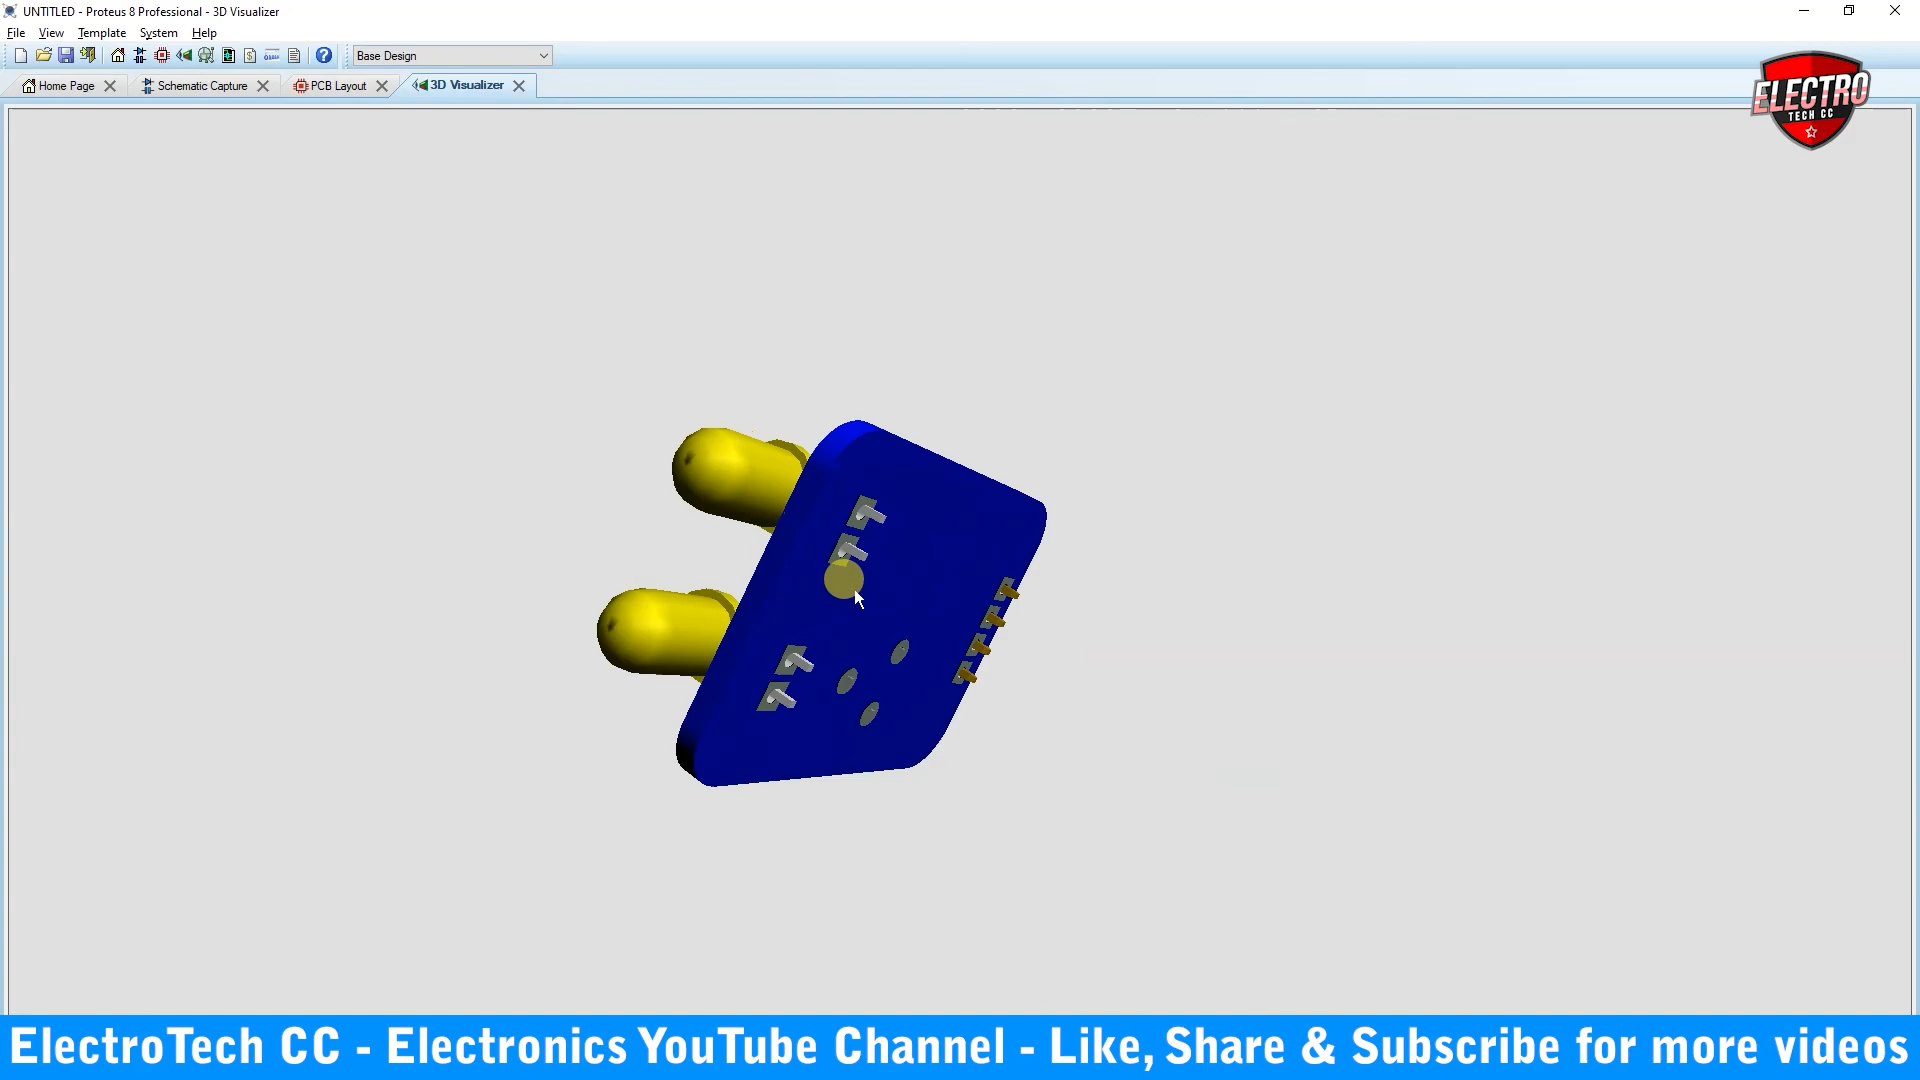 UNTITLED - Proteus 8 Professional - 3D Visualizer
File View Template System Help
Base Design
Home Page Schematic Capture PCB Layout 3D Visualizer
ELECTRO
TECH CC
ElectroTech CC - Electronics YouTube Channel - Like, Share & Subscribe for more videos